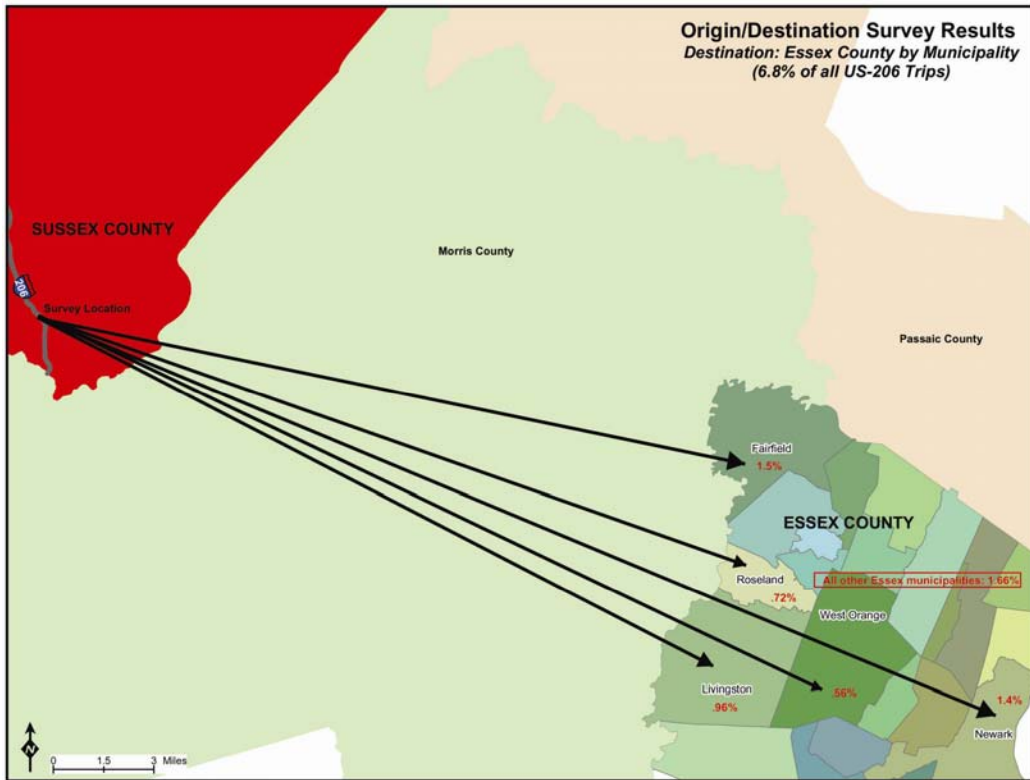 Origin/Destination Survey Results
Destination: Essex County by Municipality
(6.8% of all US-206 Trips)
SUSSEX COUNTY
Morris County
206
Survey Location
Passaic County
Fairfield
1.5%
ESSEX COUNTY
Roseland
All other Essex municipalities: 1.66%
.72%
West Orange
Livingston
.56%
.96%
1.4%
Newark
N
0 1.5 3 Miles